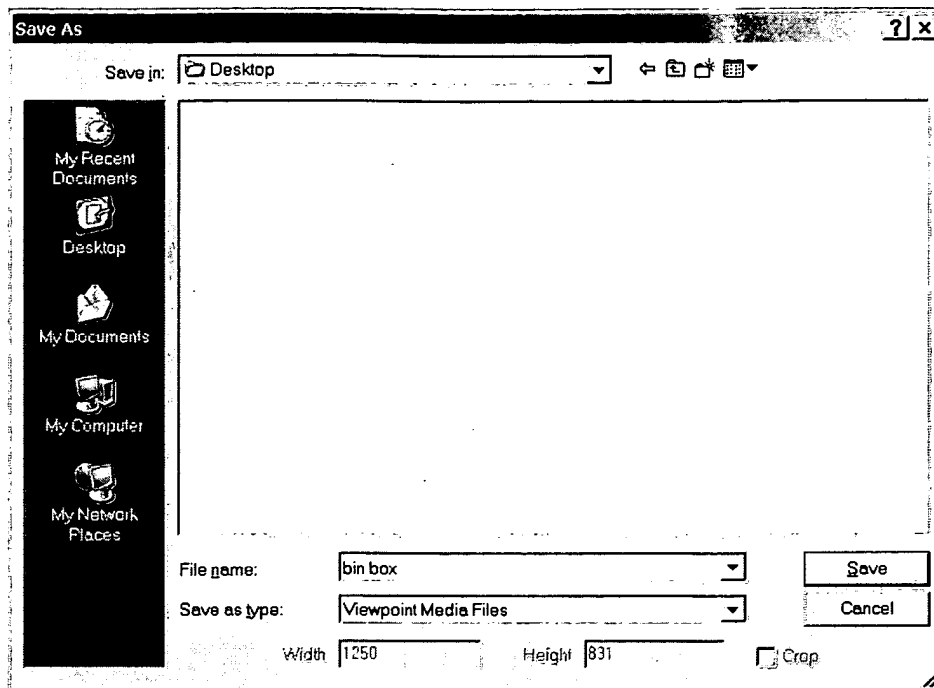 Save As
Save in: Desktop
My Recent
Documents
Desktop
My Documents
My Computer
My Network
Places
File name: bin box Save
Save as type: Viewpoint Media Files Cancel
Width 1250 Height 831 Crop